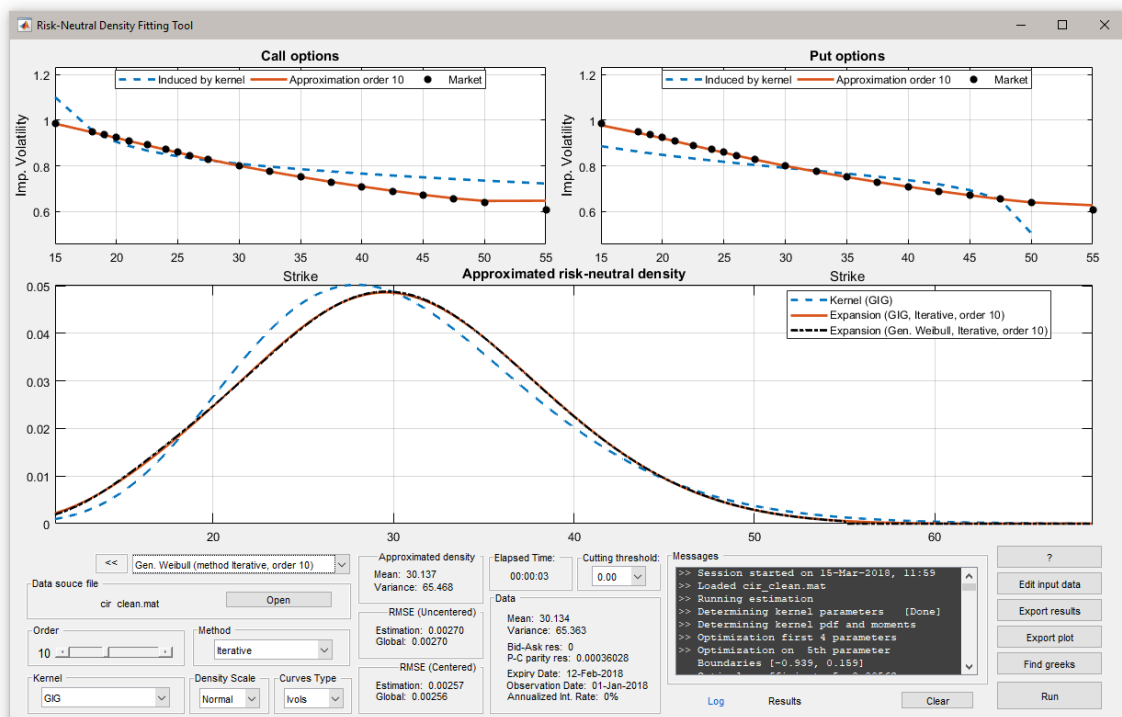 Risk-Neutral Density Fitting Tool
Call options
Induced by kernel
Approximation order 10
Market
Imp. Volatility
1.2
1
0.8
0.6
15 20 25 30 35 40 45 50 55
Strike
Put options
Induced by kernel
Approximation order 10
Market
Imp. Volatility
1.2
1
0.8
0.6
15 20 25 30 35 40 45 50 55
Strike
Approximated risk-neutral density
Kernel (GIG)
Expansion (GIG, Iterative, order 10)
Expansion (Gen. Weibull, Iterative, order 10)
0.05
0.04
0.03
0.02
0.01
0
20 30 40 50 60
<<
Gen. Weibull (method Iterative, order 10)
Data souce file
cir_clean.mat
Open
Order
10
Method
Iterative
Kernel
GIG
Density Scale
Normal
Curves Type
Ivols
Approximated density
Mean: 30.137
Variance: 65.468
RMSE (Uncentered)
Estimation: 0.00270
Global: 0.00270
RMSE (Centered)
Estimation: 0.00257
Global: 0.00256
Elapsed Time:
00:00:03
Cutting threshold:
0.00
Data
Mean: 30.134
Variance: 65.363
Bid-Ask res: 0
P-C parity res: 0.00036028
Expiry Date: 12-Feb-2018
Observation Date: 01-Jan-2018
Annualized Int. Rate: 0%
Messages
>> Session started on 15-Mar-2018, 11:59
>> Loaded cir_clean.mat
>> Running estimation
>> Determining kernel parameters [Done]
>> Determining kernel pdf and moments
>> Optimization first 4 parameters
>> Optimization on 5th parameter
Boundaries [-0.939, 0.159]
Log
Results
Clear
?
Edit input data
Export results
Export plot
Find greeks
Run